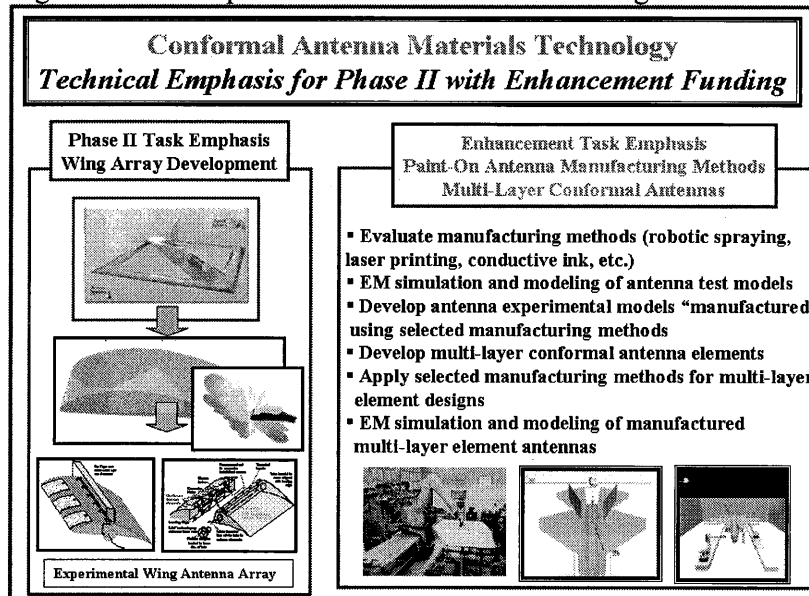 Conformal Antenna Materials Technology
Technical Emphasis for Phase II with Enhancement Funding
Phase II Task Emphasis
Wing Array Development
Experimental Wing Antenna Array
Enhancement Task Emphasis
Paint-On Antenna Manufacturing Methods
Multi-Layer Conformal Antennas
▪ Evaluate manufacturing methods (robotic spraying,
laser printing, conductive ink, etc.)
▪ EM simulation and modeling of antenna test models
▪ Develop antenna experimental models “manufactured
using selected manufacturing methods
▪ Develop multi-layer conformal antenna elements
▪ Apply selected manufacturing methods for multi-layer
element designs
▪ EM simulation and modeling of manufactured
multi-layer element antennas